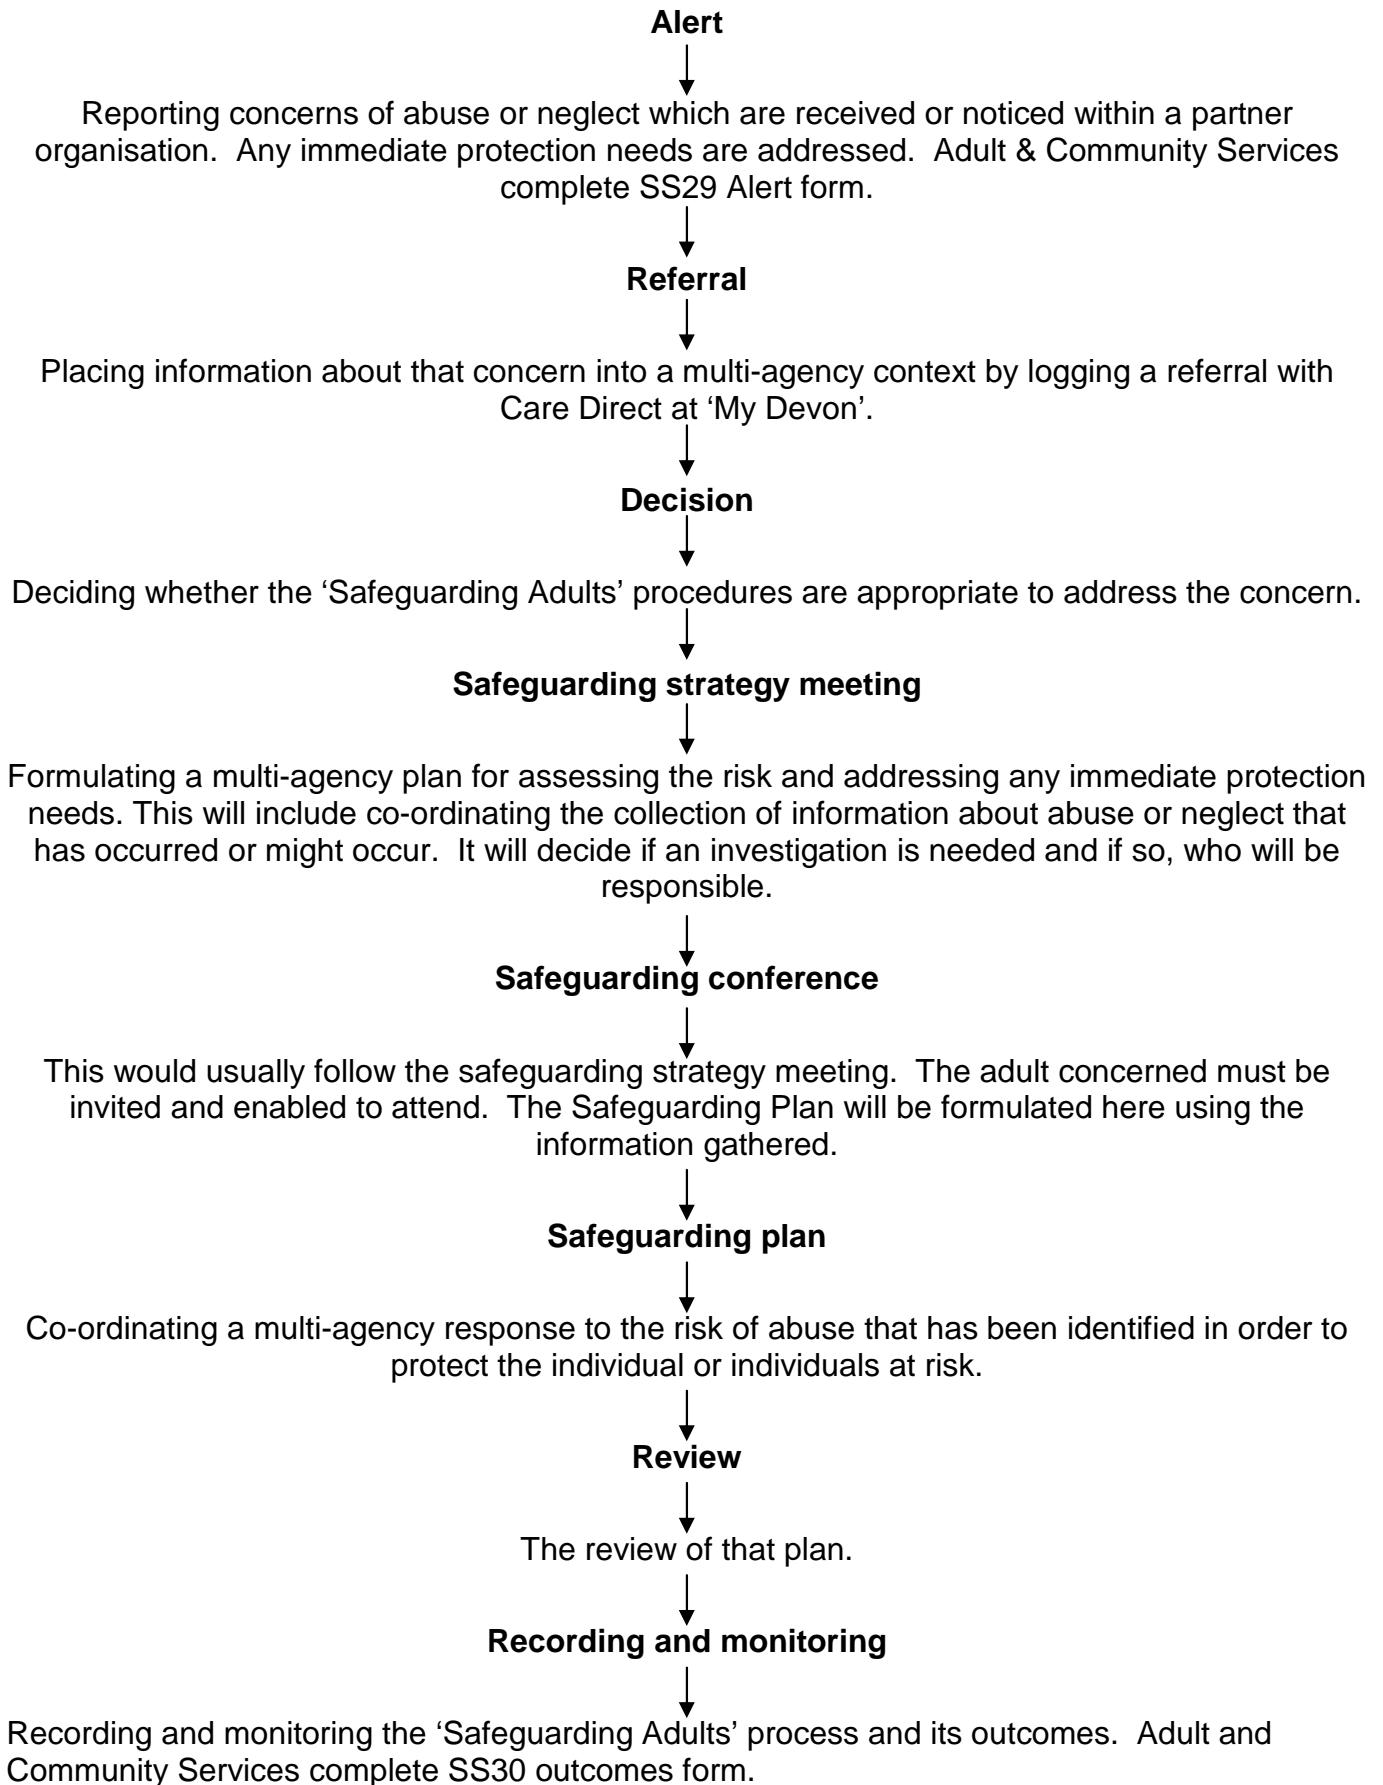 Alert
Reporting concerns of abuse or neglect which are received or noticed within a partner
organisation.  Any immediate protection needs are addressed.  Adult & Community Services
complete SS29 Alert form.
Referral
Placing information about that concern into a multi-agency context by logging a referral with
Care Direct at ‘My Devon’.
Decision
Deciding whether the ‘Safeguarding Adults’ procedures are appropriate to address the concern.
Safeguarding strategy meeting
Formulating a multi-agency plan for assessing the risk and addressing any immediate protection
needs. This will include co-ordinating the collection of information about abuse or neglect that
has occurred or might occur.  It will decide if an investigation is needed and if so, who will be
responsible.
Safeguarding conference
This would usually follow the safeguarding strategy meeting.  The adult concerned must be
invited and enabled to attend.  The Safeguarding Plan will be formulated here using the
information gathered.
Safeguarding plan
Co-ordinating a multi-agency response to the risk of abuse that has been identified in order to
protect the individual or individuals at risk.
Review
The review of that plan.
Recording and monitoring
Recording and monitoring the ‘Safeguarding Adults’ process and its outcomes.  Adult and
Community Services complete SS30 outcomes form.